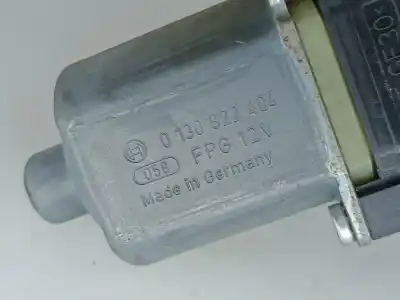 0 130 822 404
058 FPG 12V
Made in Germany